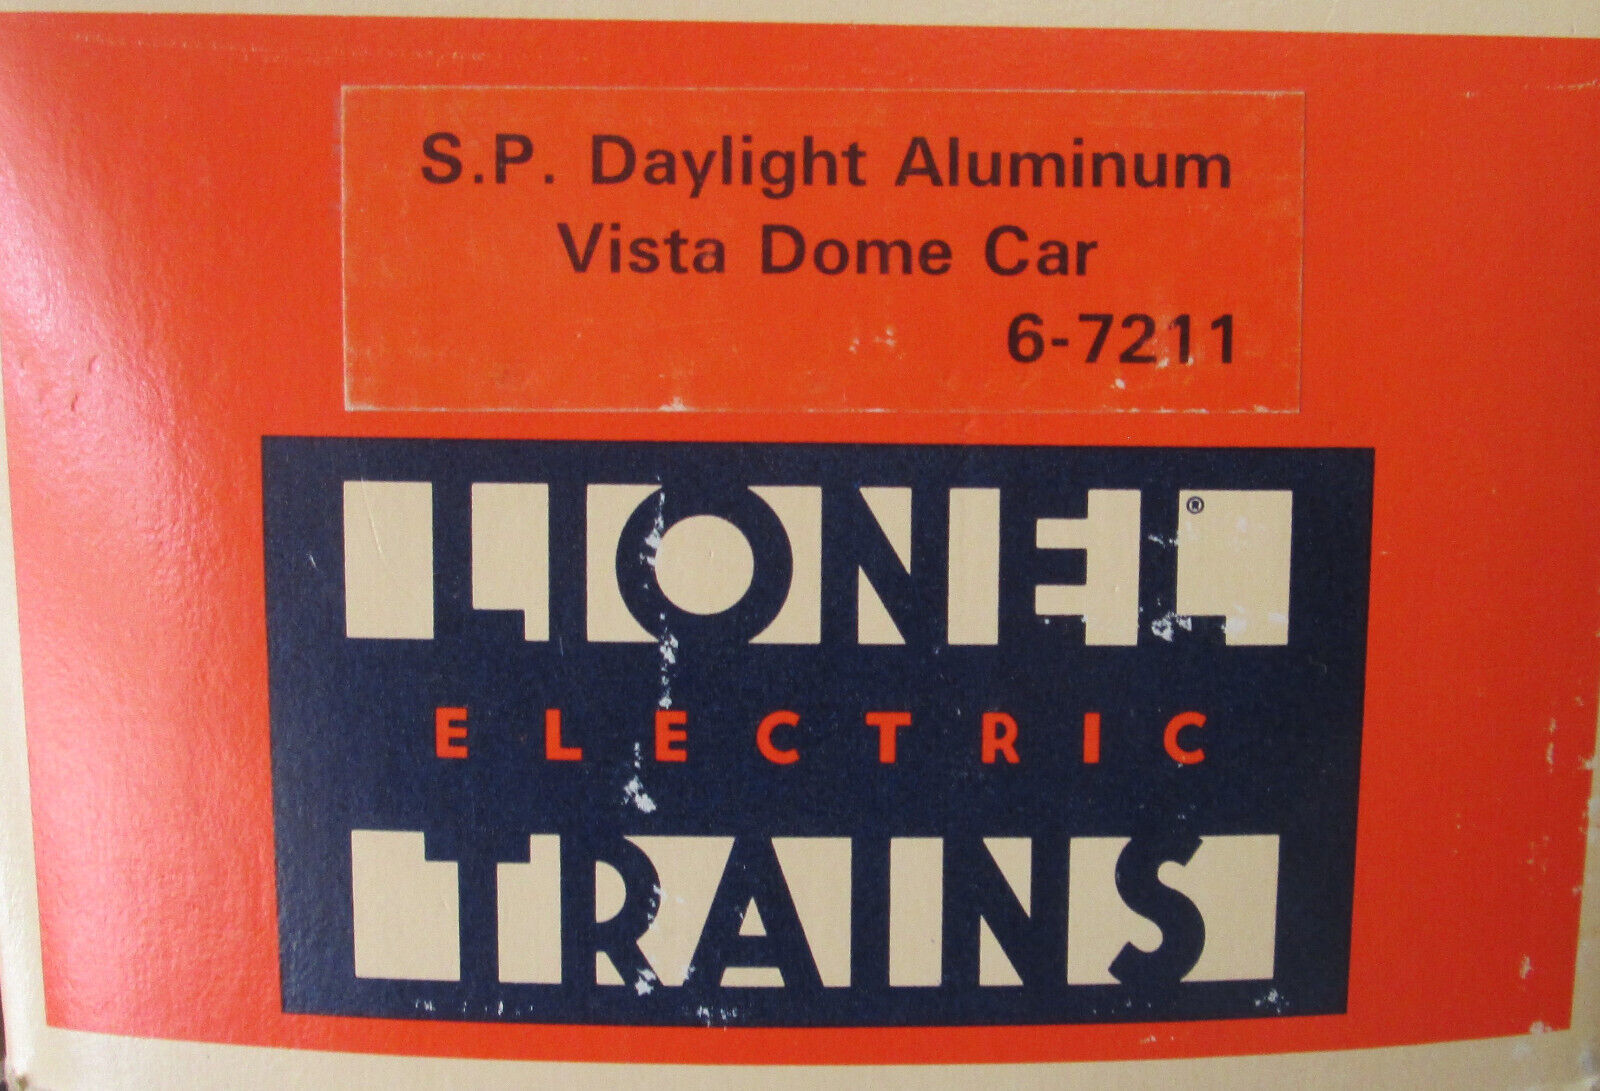 S.P. Daylight Aluminum
Vista Dome Car
6-7211
LIONEL®
ELECTRIC
TRAINS